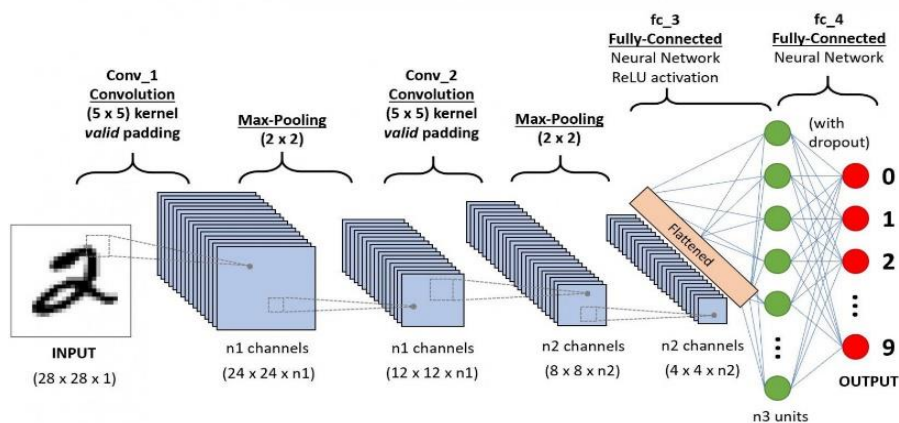 fc_3
Fully-Connected
Neural Network
ReLU activation
fc_4
Fully-Connected
Neural Network
Conv_1
Convolution
(5 x 5) kernel
valid padding
Max-Pooling
(2 x 2)
Conv_2
Convolution
(5 x 5) kernel
valid padding
Max-Pooling
(2 x 2)
(with
dropout)
Flattened
0
1
2
9
INPUT
(28 x 28 x 1)
n1 channels
(24 x 24 x n1)
n1 channels
(12 x 12 x n1)
n2 channels
(8 x 8 x n2)
n2 channels
(4 x 4 x n2)
OUTPUT
n3 units
2